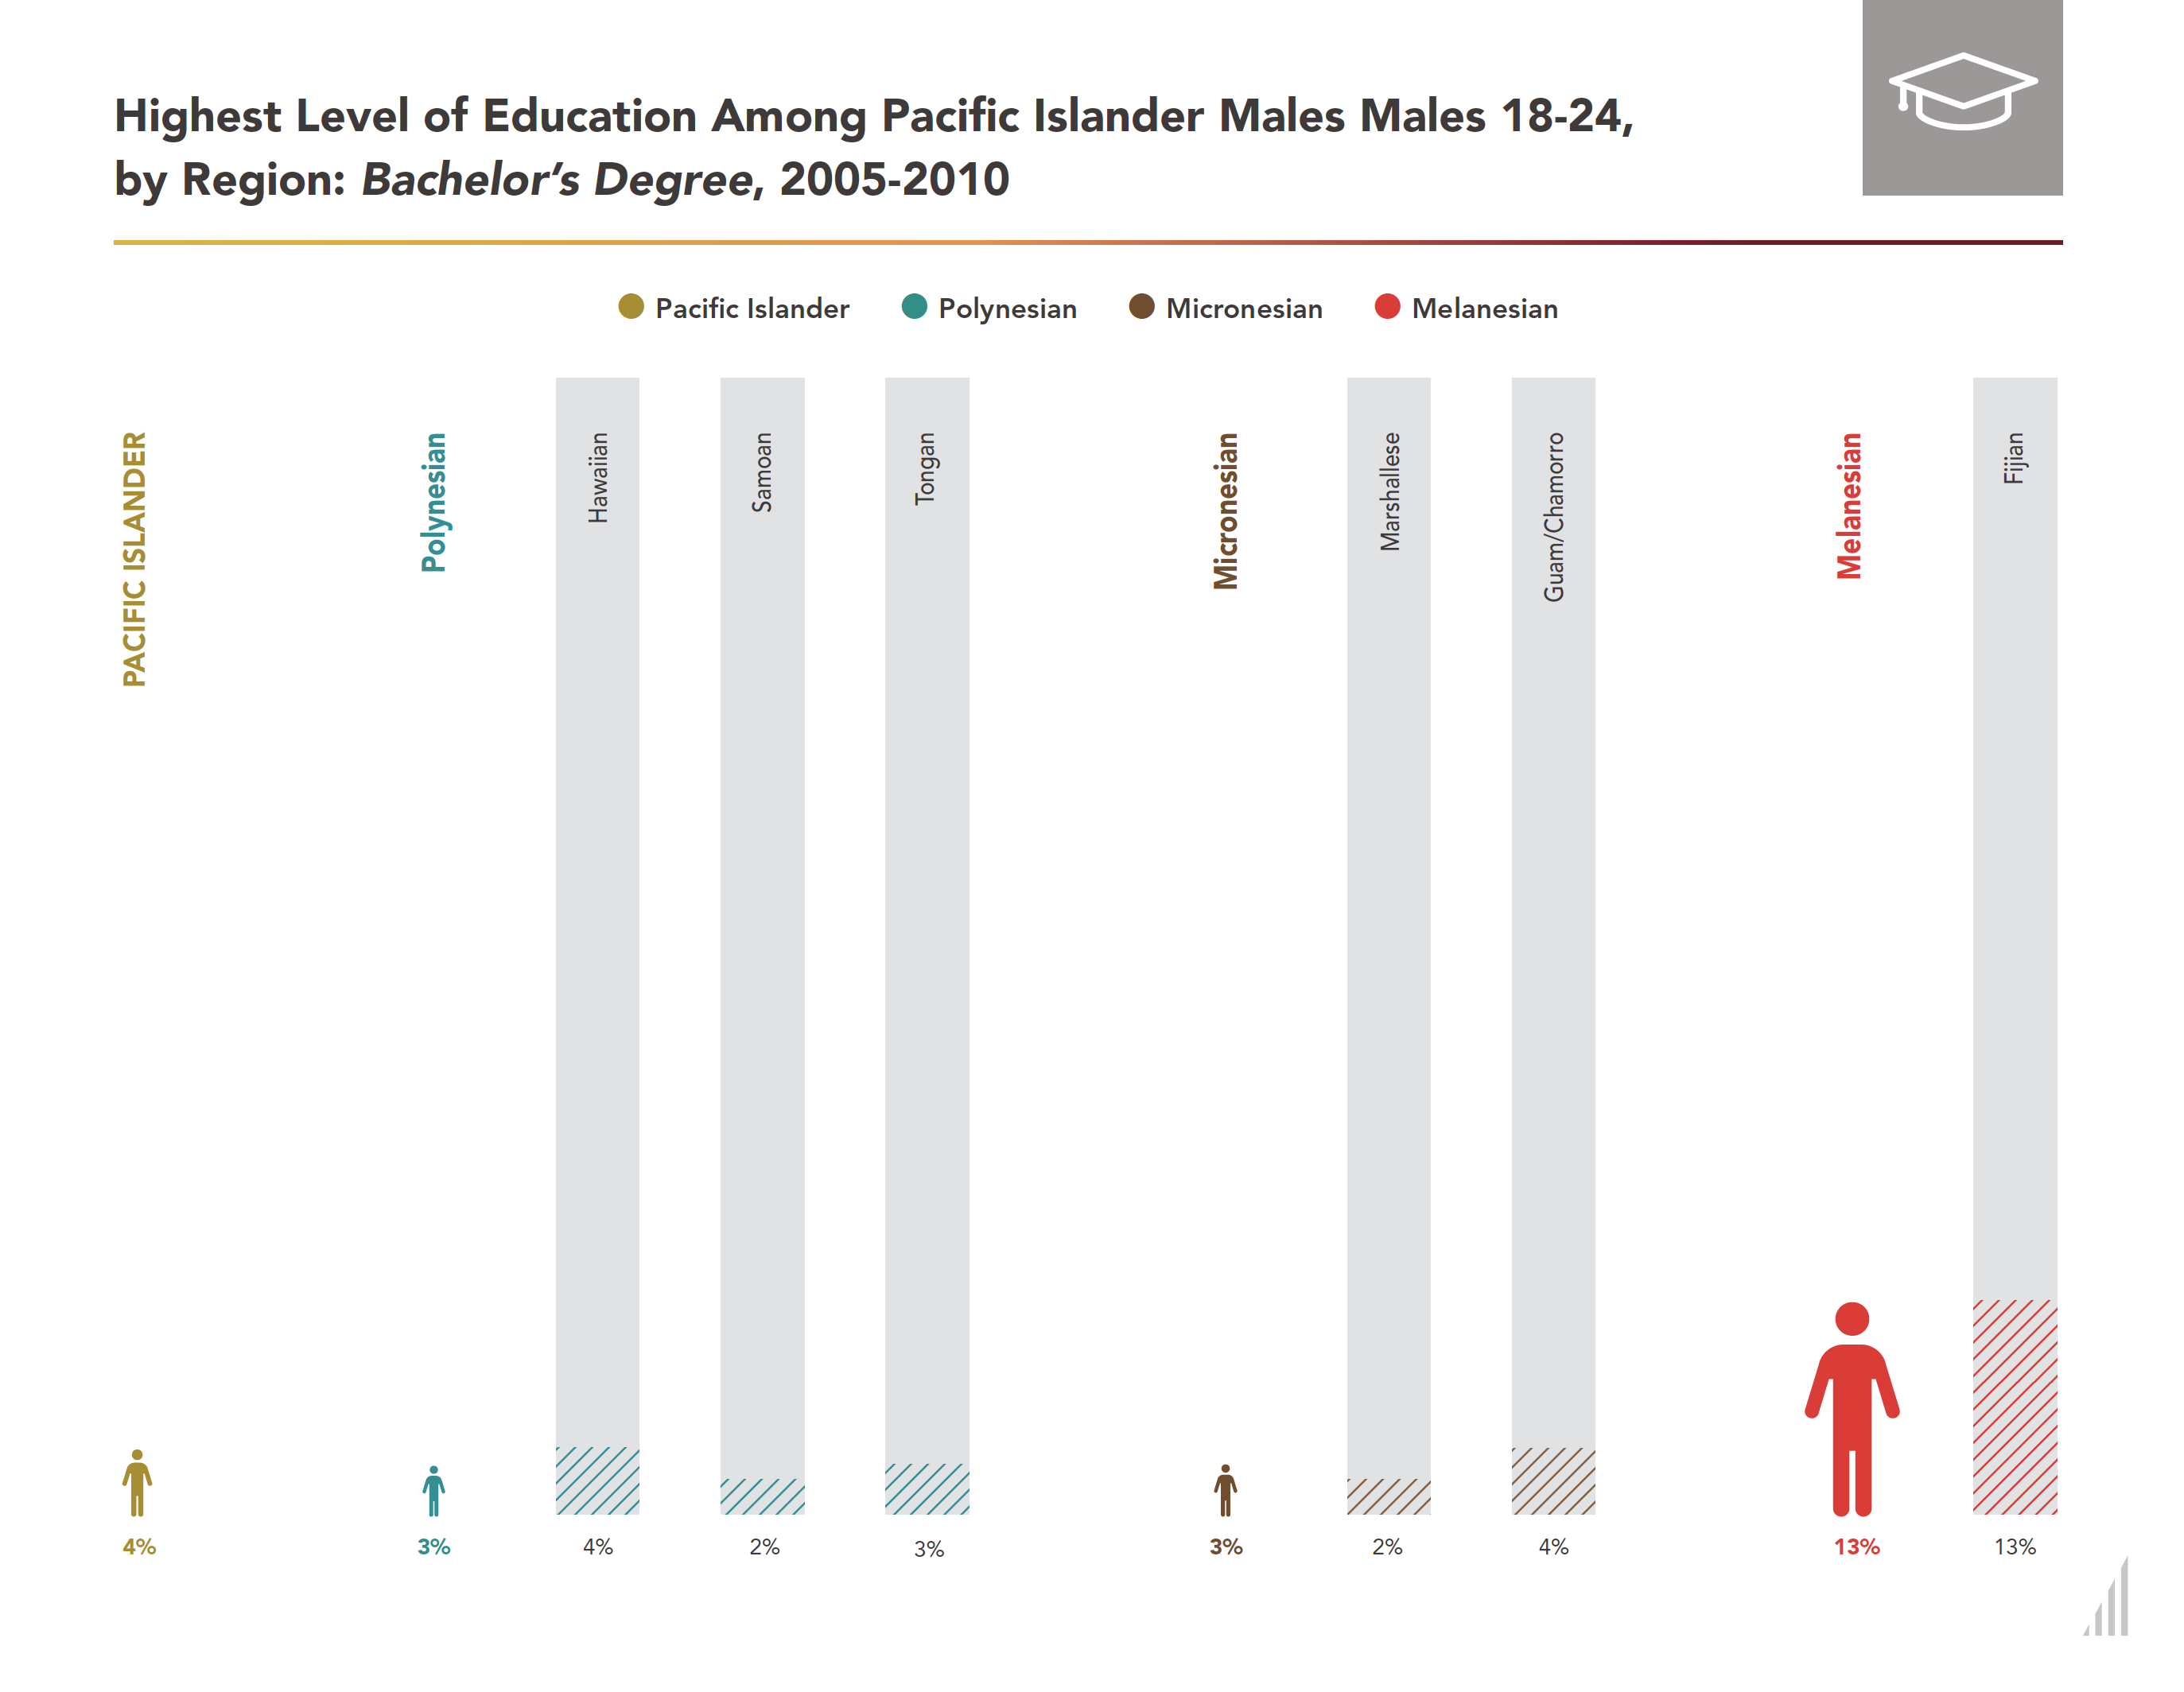 Highest Level of Education Among Pacific Islander Males Males 18-24,
by Region: Bachelor’s Degree, 2005-2010
Pacific Islander
Polynesian
Micronesian
Melanesian
PACIFIC ISLANDER
Polynesian
Hawaiian
Samoan
Tongan
Micronesian
Marshallese
Guam/Chamorro
Melanesian
Fijian
4%
3%
4%
2%
3%
3%
2%
4%
13%
13%